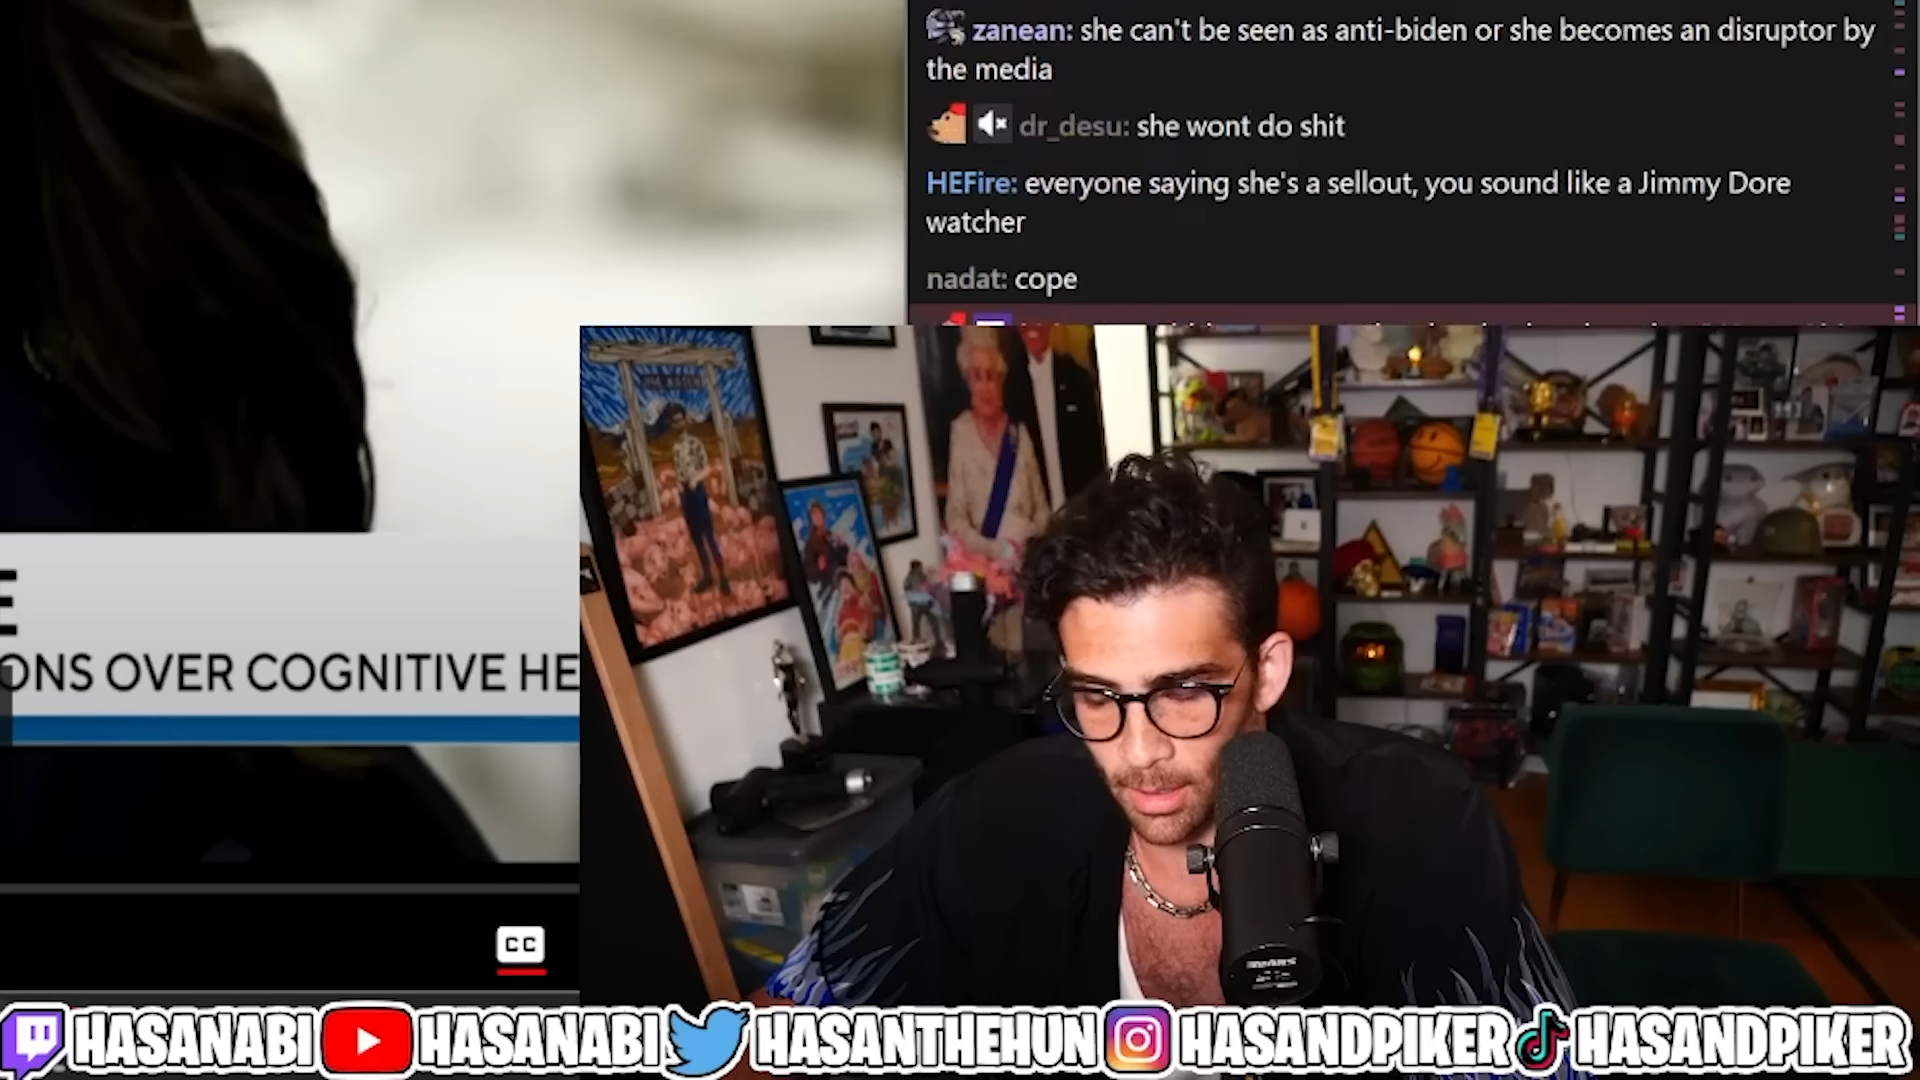 zanean: she can't be seen as anti-biden or she becomes an disruptor by
the media
dr_desu: she wont do shit
HEFire: everyone saying she's a sellout, you sound like a Jimmy Dore
watcher
nadat: cope
E
ONS OVER COGNITIVE HE
CC
HASANABI HASANABI HASANTHEHUN HASANDPIKER HASANDPIKER